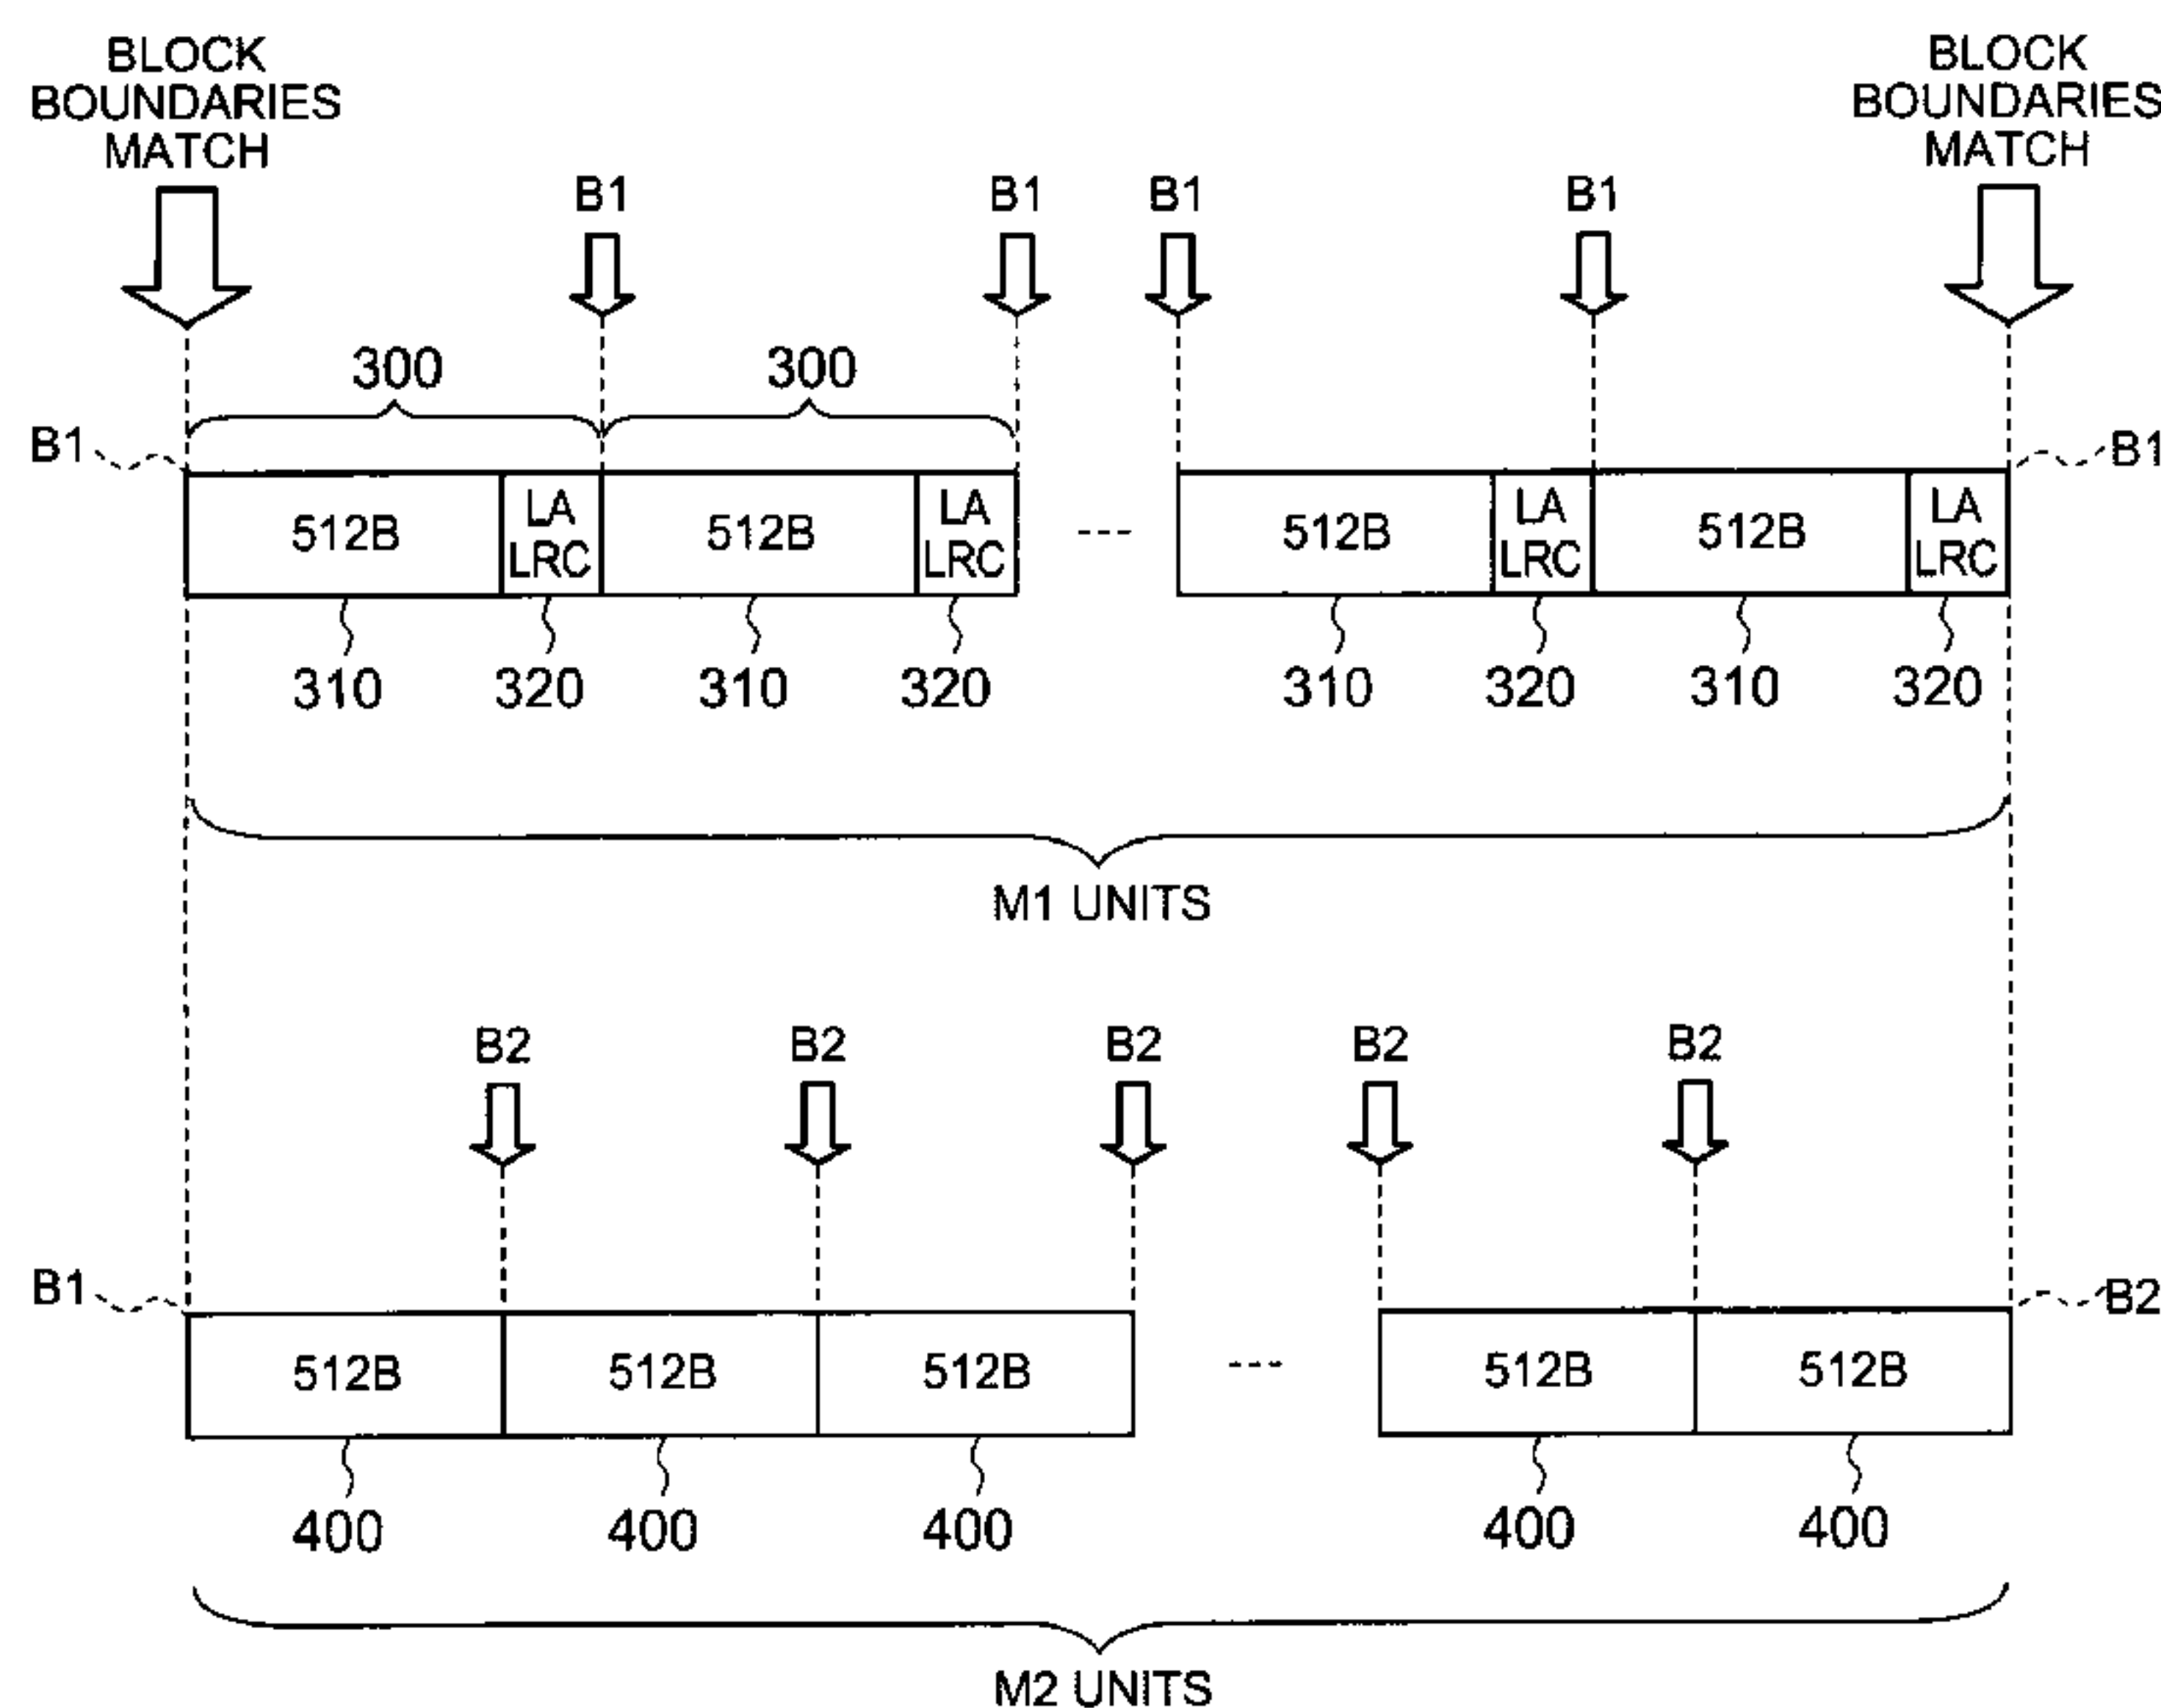 BLOCK
BOUNDARIES
MATCH
BLOCK
BOUNDARIES
MATCH
B1 B1 B1 B1
300 300
B1 B1
512B LA LRC 512B LA LRC --- 512B LA LRC 512B LA LRC
310 320 310 320 310 320 310 320
M1 UNITS
B2 B2 B2 B2 B2
B1 B2
512B 512B 512B --- 512B 512B
400 400 400 400 400
M2 UNITS